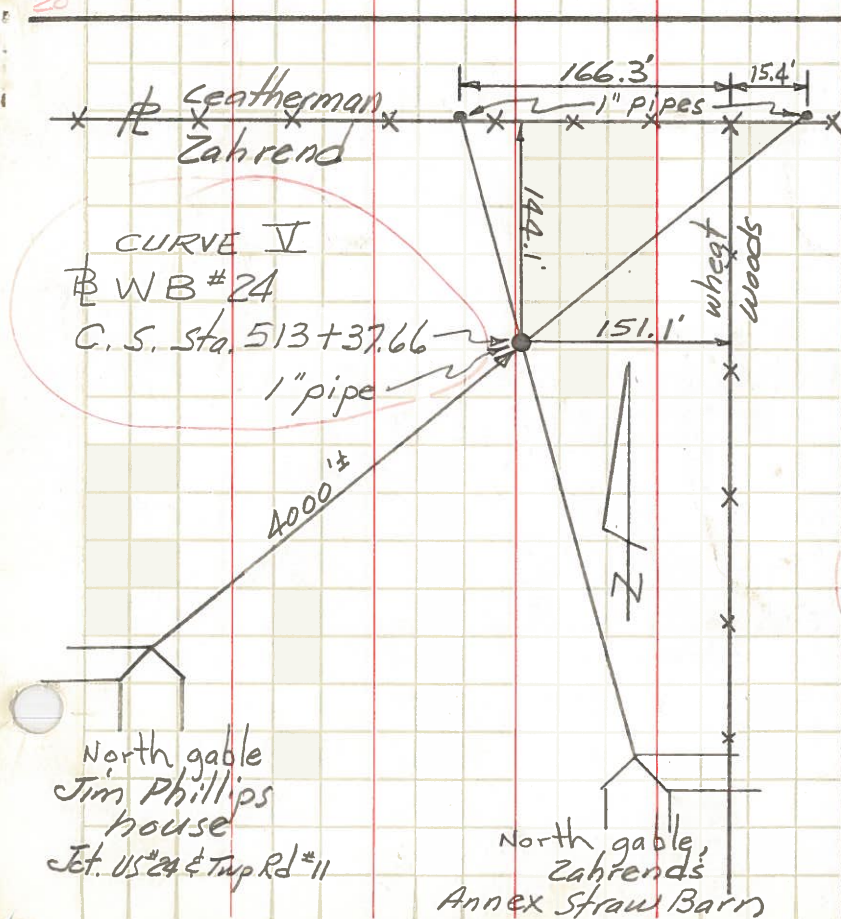 166.3' 15.4'
PL Leatherman 1" pipes
Zahrend
144.1'
wheat
woods
CURVE V
BL WB #24
C. S. Sta. 513+37.66
151.1'
1" pipe
4000'±
N
North gable
Jim Phillips
house
Jct. US #24 & Twp Rd #11
North gable,
Zahrend's
Annex Straw Barn